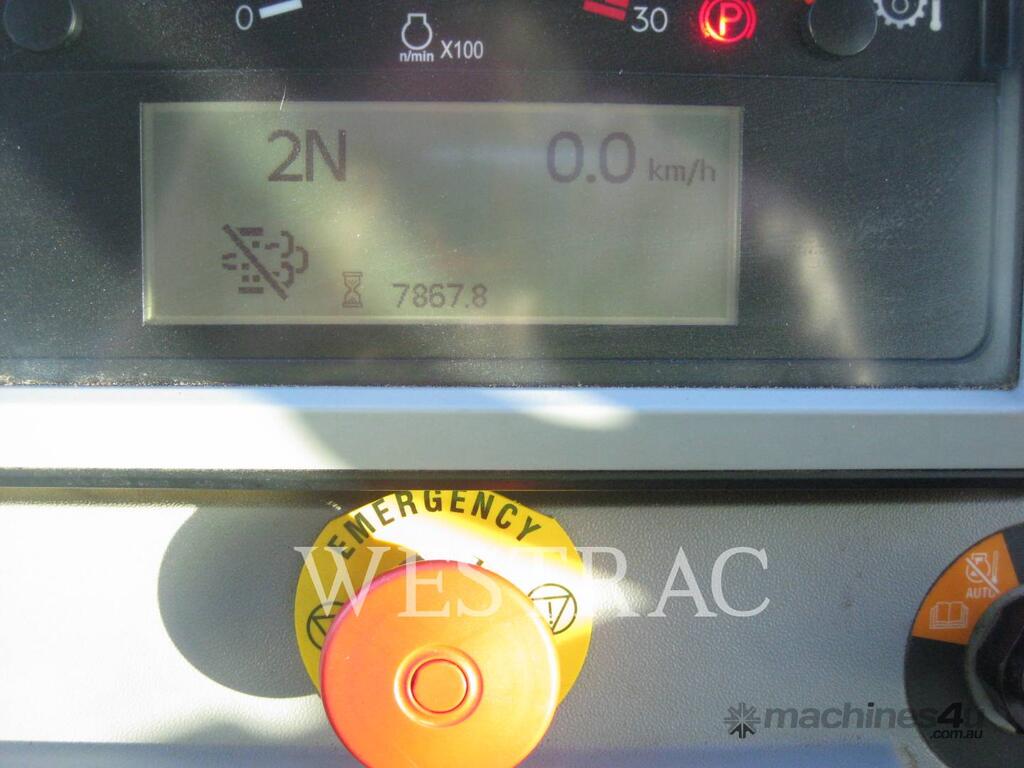 0
30
n/min X100
P
2N
0.0 km/h
7867.8
EMERGENCY
WESTRAC
AUTO
machines4u
.com.au